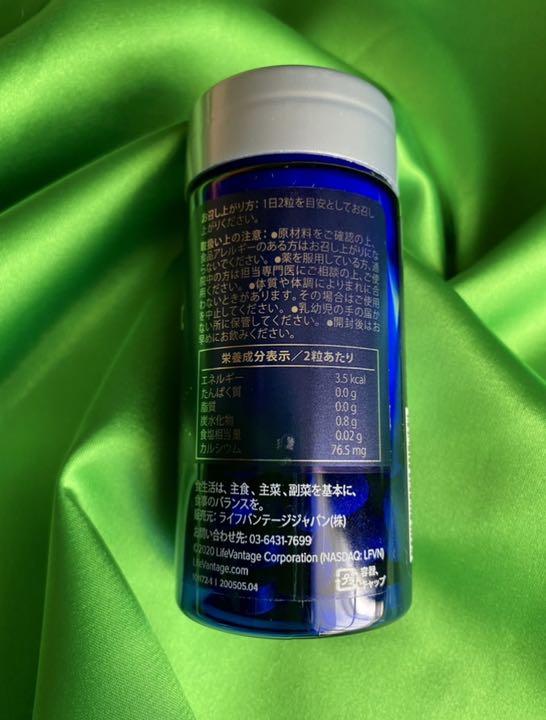 お召し上がり方：1日2粒を目安としてお召し
上がりください。
取扱い上の注意：●原材料をご確認の上、
食品アレルギーのある方はお召し上がりにな
らないでください。●薬を服用している方、通
院中の方は担当専門医にご相談の上、ご使
用ください。●体質や体調によりまれに合
わないときがあります。その場合はご使用
を中止してください。●乳幼児の手の届か
ない所に保管してください。●開封後はお
早めにお飲みください。
栄養成分表示／2粒あたり
エネルギー 3.5 kcal
たんぱく質 0.0 g
脂質 0.0 g
炭水化物 0.8 g
食塩相当量 0.02 g
カルシウム 76.5 mg
食生活は、主食、主菜、副菜を基本に、
食事のバランスを。
販売元：ライフバンテージジャパン(株)
お問い合わせ先：03-6431-7699
©2020 LifeVantage Corporation (NASDAQ: LFVN)
LifeVantage.com
200505.04
プラ 容器、
キャップ